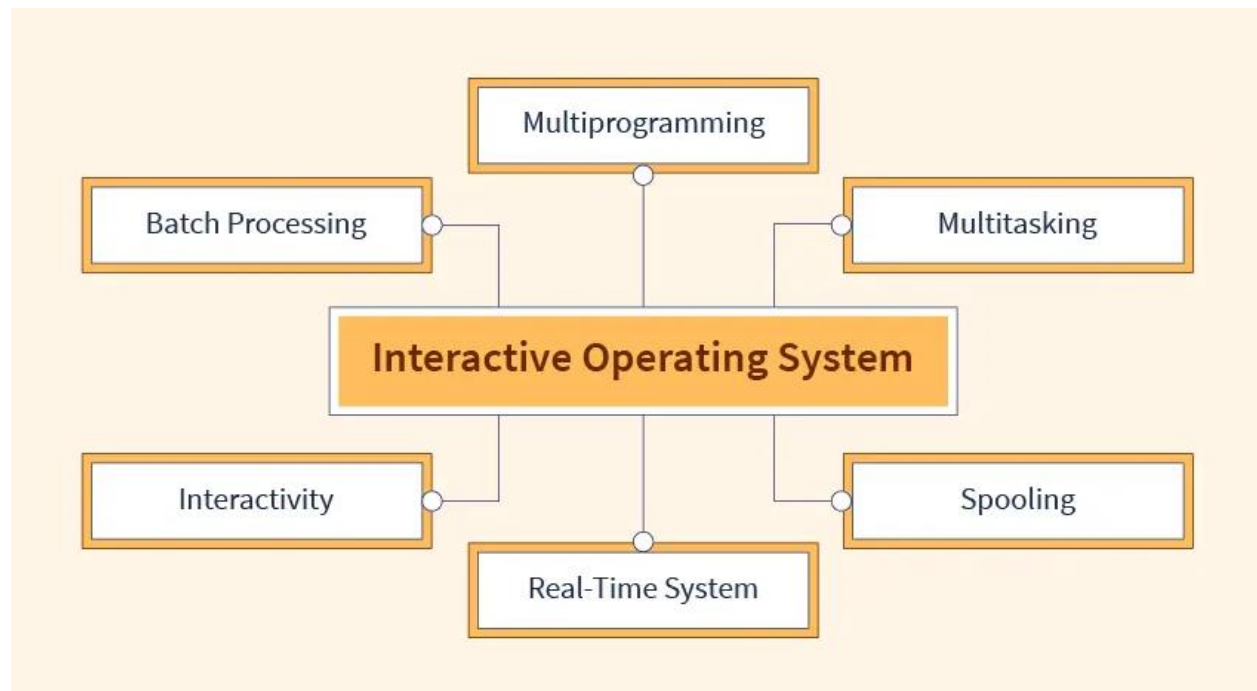 Multiprogramming
Batch Processing
Multitasking
Interactive Operating System
Interactivity
Spooling
Real-Time System